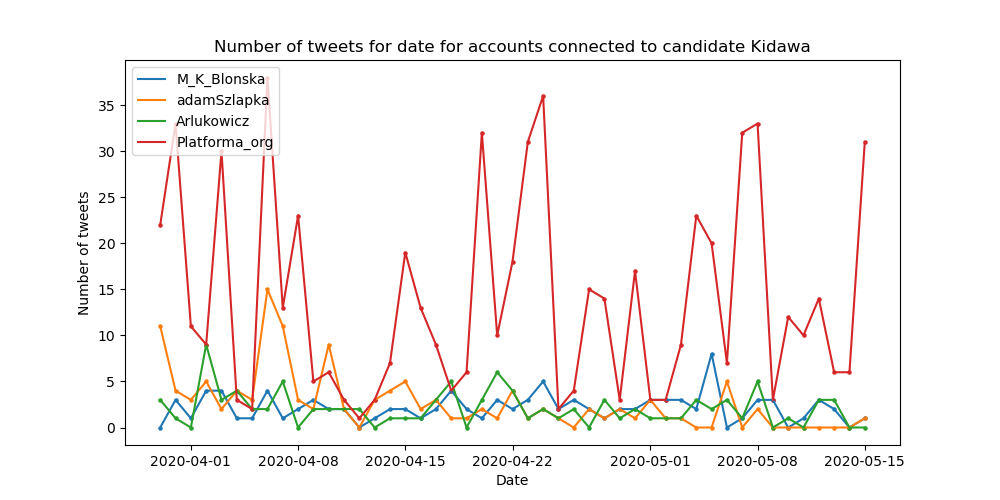 Number of tweets for date for accounts connected to candidate Kidawa
M_K_Blonska
adamSzlapka
Arlukowicz
Platforma_org
35
30
25
20
15
10
5
0
Number of tweets
2020-04-01 2020-04-08 2020-04-15 2020-04-22 2020-05-01 2020-05-08 2020-05-15
Date